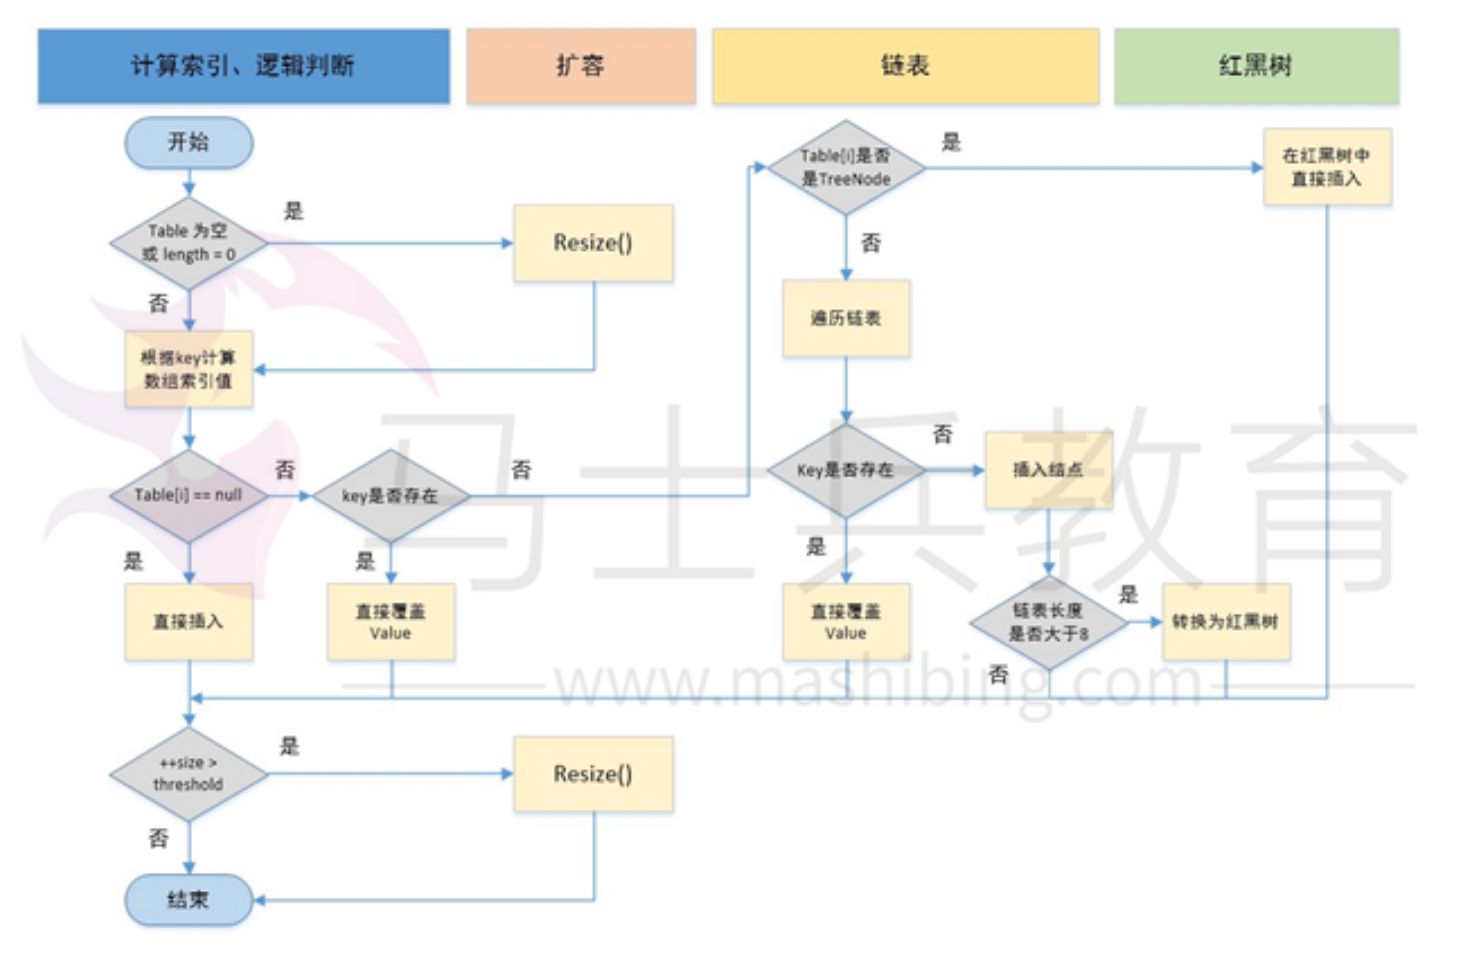 计算索引、逻辑判断
扩容
链表
红黑树
开始
Table 为空
或 length = 0
是
否
Resize()
根据key计算
数组索引值
Table[i] == null
否
是
key是否存在
否
是
直接插入
直接覆盖
Value
Table[i]是否
是TreeNode
是
否
在红黑树中
直接插入
遍历链表
Key是否存在
否
是
插入结点
直接覆盖
Value
链表长度
是否大于8
是
否
转换为红黑树
++size >
threshold
是
否
Resize()
结束
马士兵教育
www.mashibing.com